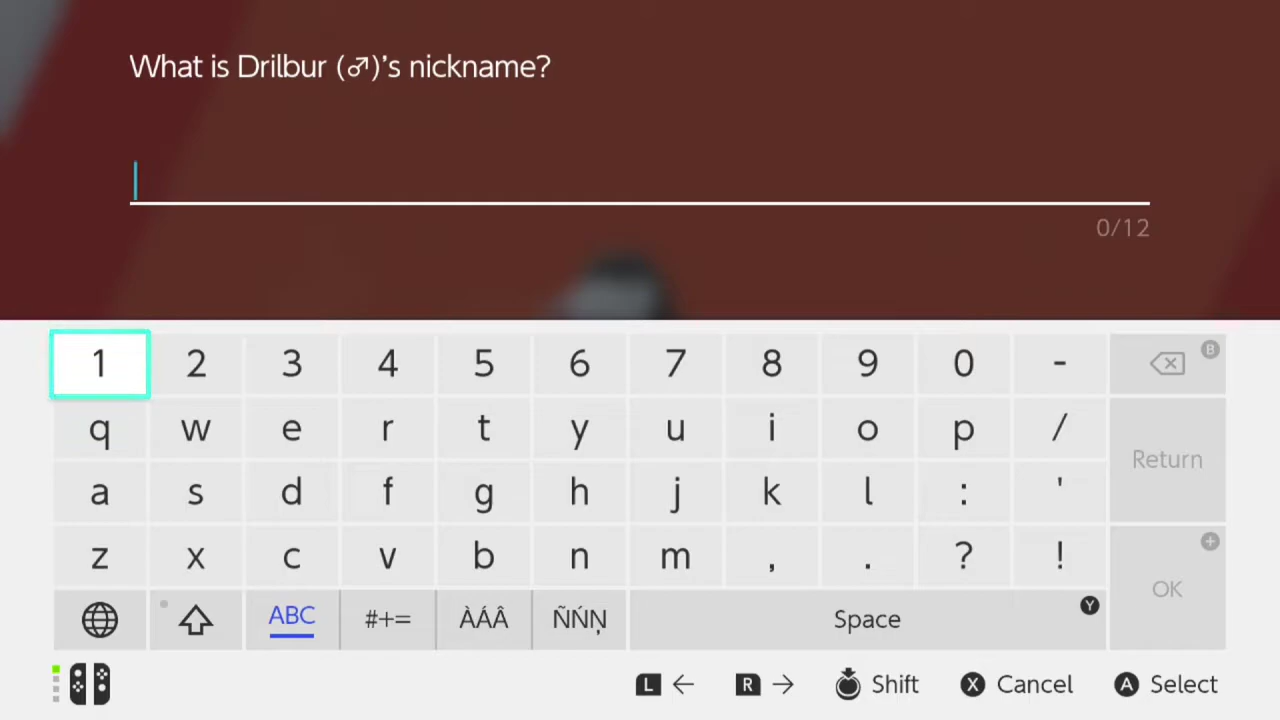 What is Drilbur (♂)'s nickname?
0/12
1 2 3 4 5 6 7 8 9 0 - B
q w e r t y u i o p /
Return
a s d f g h j k l : '
z x c v b n m , . ? ! +
OK
ABC #+= ÀÁÂ ÑŃŅ Space Y
L ← R → Shift X Cancel A Select